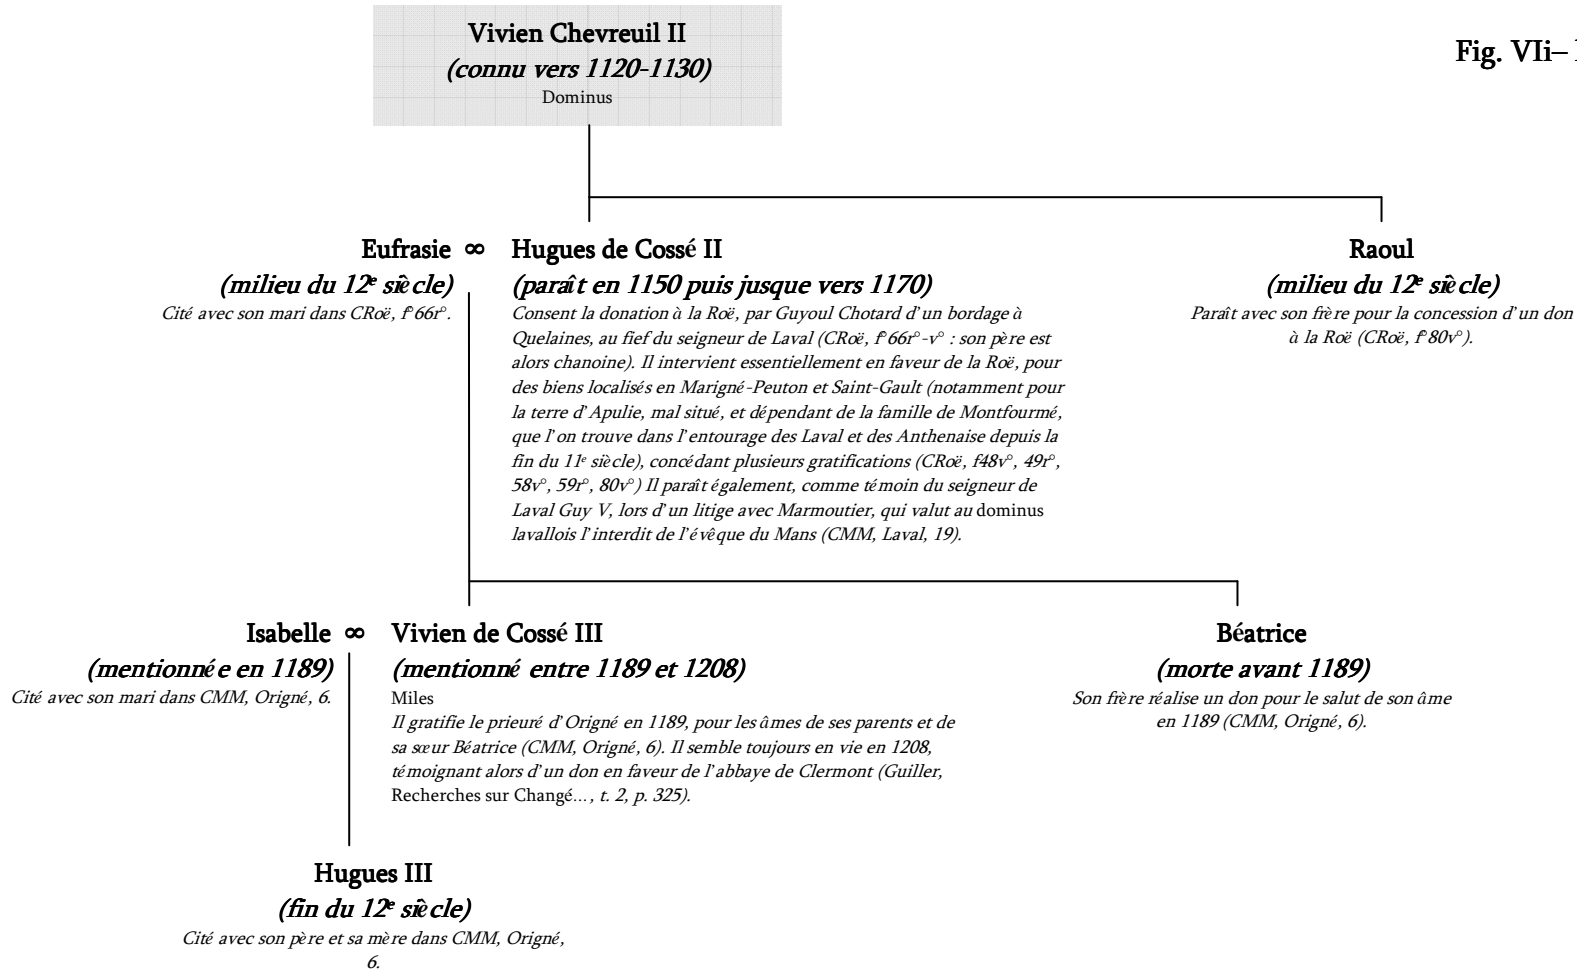 Vivien Chevreuil II
(connu vers 1120-1130)
Dominus
Fig. VIi–
Eufrasie ∞ Hugues de Cossé II
(milieu du 12e siècle)
Cité avec son mari dans CRoë, f°66r°.
(paraît en 1150 puis jusque vers 1170)
Consent la donation à la Roë, par Guyoul Chotard d'un bordage à
Quelaines, au fief du seigneur de Laval (CRoë, f°66r°-v° : son père est
alors chanoine). Il intervient essentiellement en faveur de la Roë, pour
des biens localisés en Marigné-Peuton et Saint-Gault (notamment pour
la terre d'Apulie, mal situé, et dépendant de la famille de Montfourmé,
que l'on trouve dans l'entourage des Laval et des Anthenaise depuis la
fin du 11e siècle), concédant plusieurs gratifications (CRoë, f48v°, 49r°,
58v°, 59r°, 80v°) Il paraît également, comme témoin du seigneur de
Laval Guy V, lors d'un litige avec Marmoutier, qui valut au dominus
lavallois l'interdit de l'évêque du Mans (CMM, Laval, 19).
Raoul
(milieu du 12e siècle)
Paraît avec son frère pour la concession d'un don
à la Roë (CRoë, f°80v°).
Isabelle ∞ Vivien de Cossé III
(mentionnée en 1189)
Cité avec son mari dans CMM, Origné, 6.
(mentionné entre 1189 et 1208)
Miles
Il gratifie le prieuré d'Origné en 1189, pour les âmes de ses parents et de
sa sœur Béatrice (CMM, Origné, 6). Il semble toujours en vie en 1208,
témoignant alors d'un don en faveur de l'abbaye de Clermont (Guiller,
Recherches sur Changé..., t. 2, p. 325).
Béatrice
(morte avant 1189)
Son frère réalise un don pour le salut de son âme
en 1189 (CMM, Origné, 6).
Hugues III
(fin du 12e siècle)
Cité avec son père et sa mère dans CMM, Origné,
6.